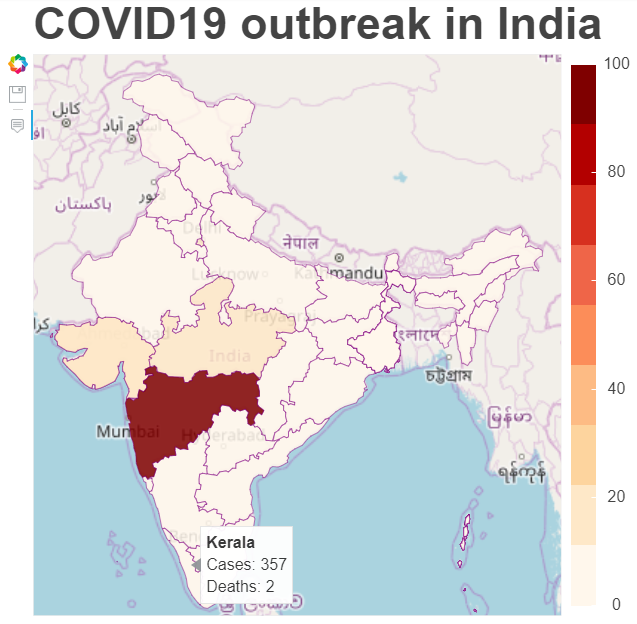 COVID19 outbreak in India
100
80
60
40
20
0
کابل
اسلام آباد
پاکستان
Delhi
नेपाल
Lucknow
Kathmandu
Prayagraj
India
চট্টগ্রাম
Mumbai
Hyderabad
မြန်မာ
ရန်ကုန်
Kerala
Cases: 357
Deaths: 2